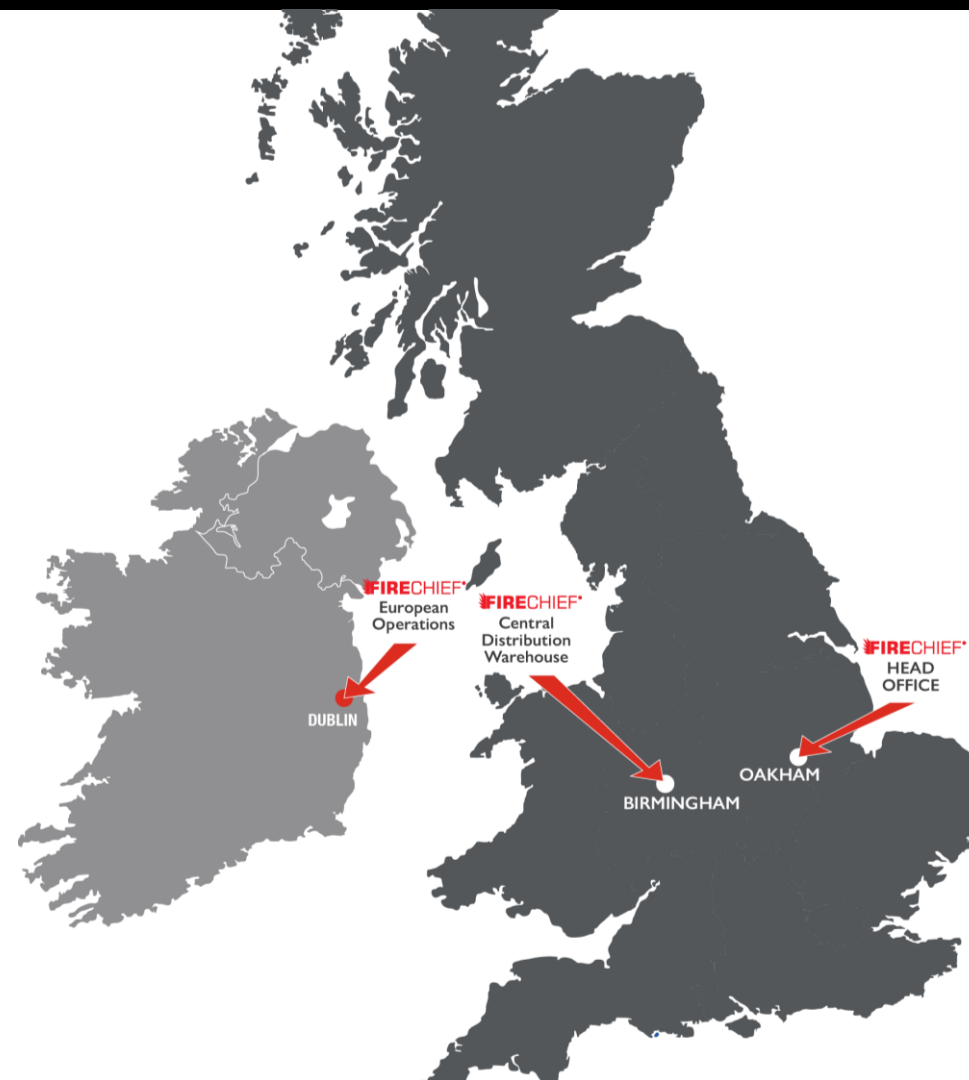 FIRECHIEF
European
Operations
DUBLIN
FIRECHIEF
Central
Distribution
Warehouse
BIRMINGHAM
FIRECHIEF
HEAD
OFFICE
OAKHAM